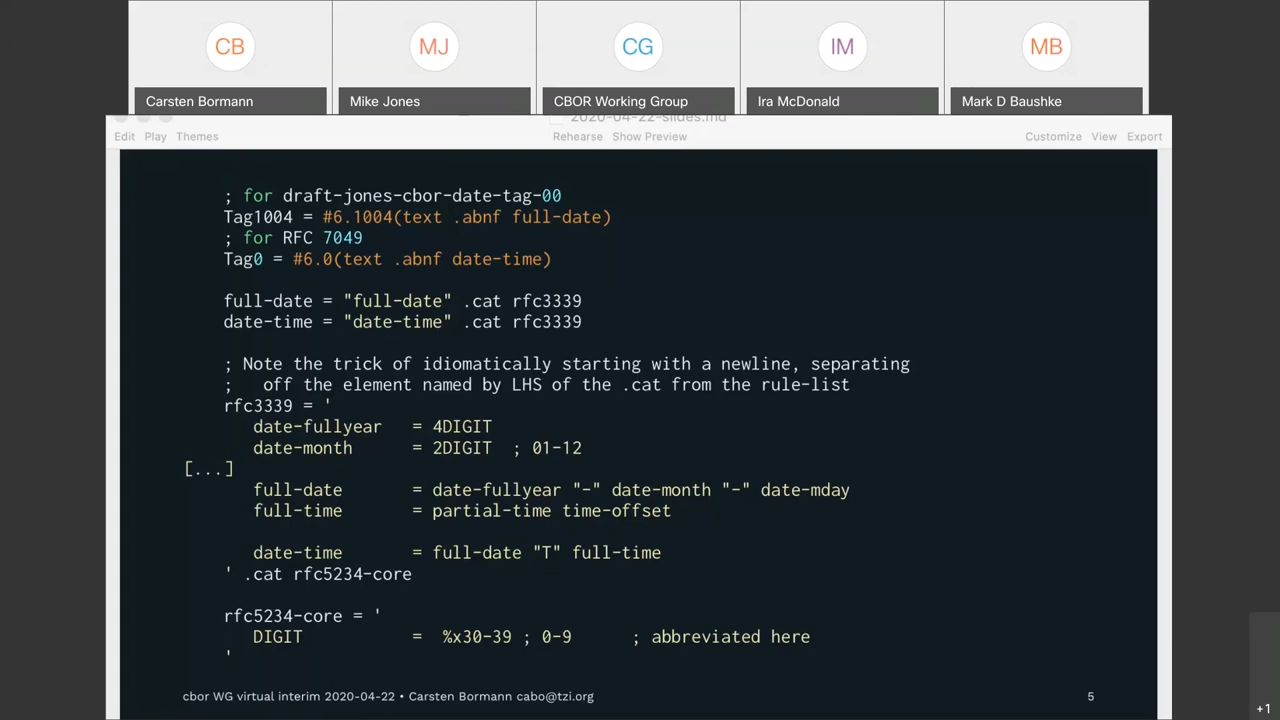 CB MJ CG IM MB
Carsten Bormann Mike Jones CBOR Working Group Ira McDonald Mark D Baushke
2020-04-22-slides.md
Edit Play Themes Rehearse Show Preview Customize View Export
; for draft-jones-cbor-date-tag-00
Tag1004 = #6.1004(text .abnf full-date)
; for RFC 7049
Tag0 = #6.0(text .abnf date-time)
full-date = "full-date" .cat rfc3339
date-time = "date-time" .cat rfc3339
; Note the trick of idiomatically starting with a newline, separating
;   off the element named by LHS of the .cat from the rule-list
rfc3339 = '
date-fullyear   = 4DIGIT
date-month      = 2DIGIT  ; 01-12
[...]
full-date       = date-fullyear "-" date-month "-" date-mday
full-time       = partial-time time-offset
date-time       = full-date "T" full-time
' .cat rfc5234-core
rfc5234-core = '
DIGIT           =  %x30-39 ; 0-9      ; abbreviated here
'
cbor WG virtual interim 2020-04-22 • Carsten Bormann cabo@tzi.org 5
+1